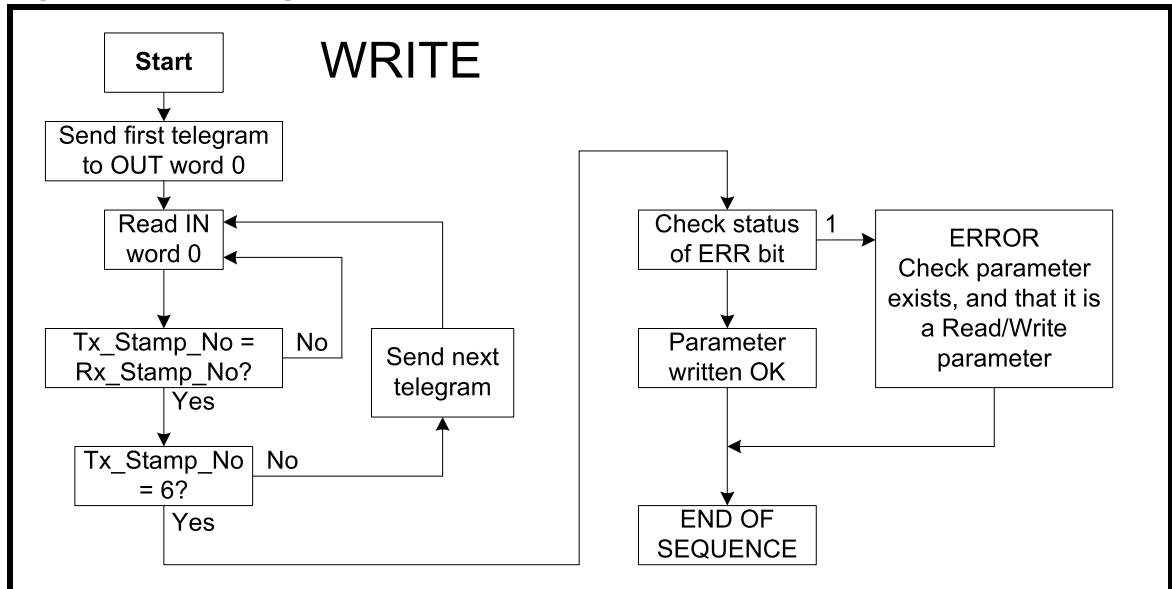 WRITE
Start
Send first telegram
to OUT word 0
Read IN
word 0
Tx_Stamp_No =
Rx_Stamp_No?
No
Yes
Tx_Stamp_No
= 6?
No
Yes
Send next
telegram
Check status
of ERR bit
1
ERROR
Check parameter
exists, and that it is
a Read/Write
parameter
Parameter
written OK
END OF
SEQUENCE